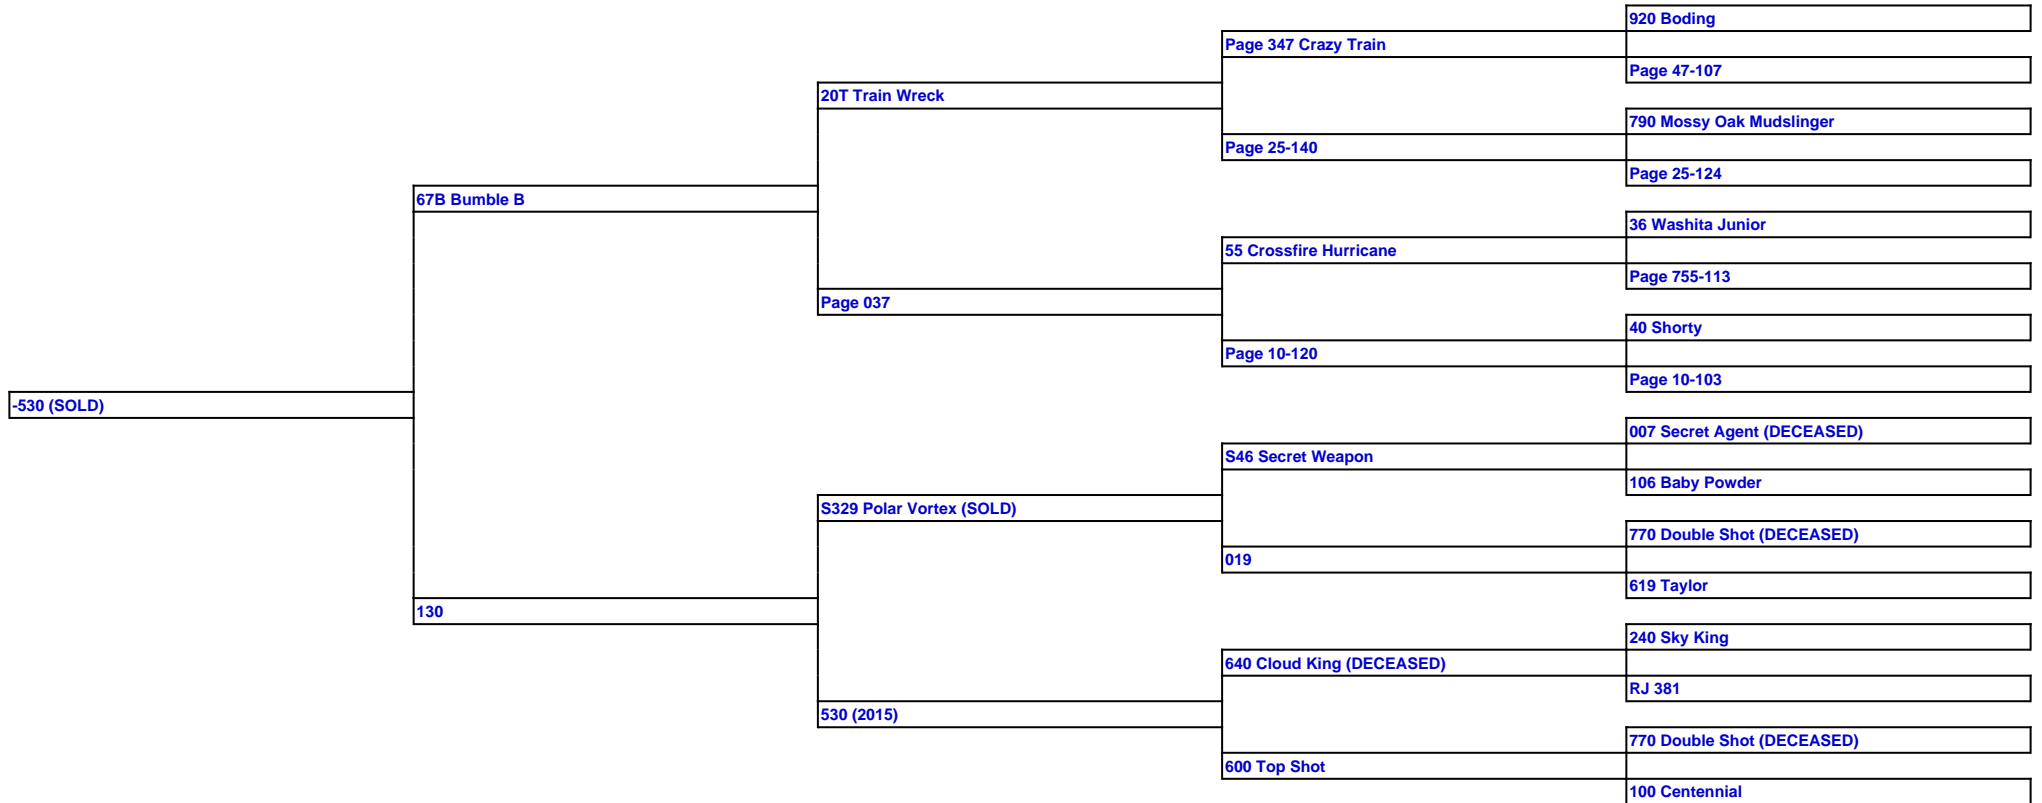 920 Boding
Page 347 Crazy Train
Page 47-107
20T Train Wreck
790 Mossy Oak Mudslinger
Page 25-140
Page 25-124
67B Bumble B
36 Washita Junior
55 Crossfire Hurricane
Page 755-113
Page 037
40 Shorty
Page 10-120
Page 10-103
-530 (SOLD)
007 Secret Agent (DECEASED)
S46 Secret Weapon
106 Baby Powder
S329 Polar Vortex (SOLD)
770 Double Shot (DECEASED)
019
619 Taylor
130
240 Sky King
640 Cloud King (DECEASED)
RJ 381
530 (2015)
770 Double Shot (DECEASED)
600 Top Shot
100 Centennial